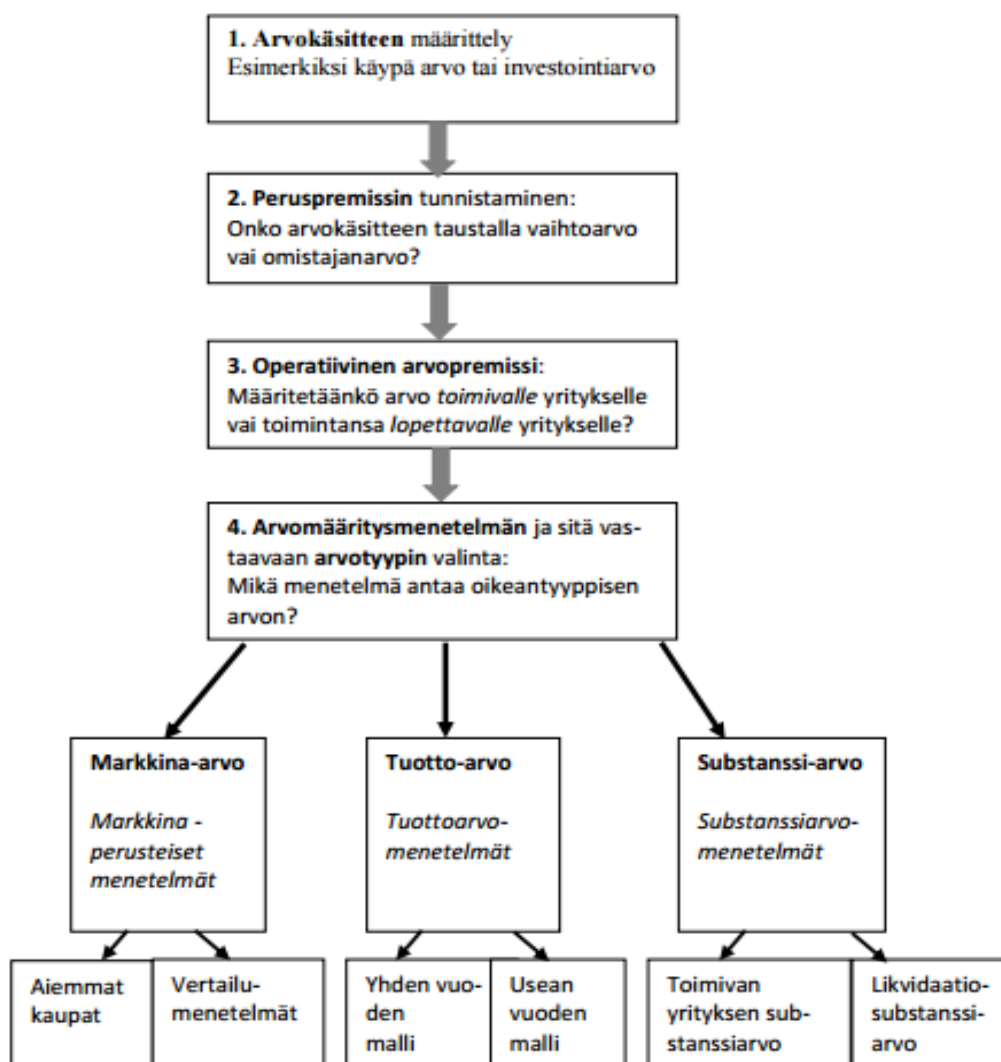 1. Arvokäsitteen määrittely
Esimerkiksi käypä arvo tai investointiarvo
2. Peruspremissin tunnistaminen:
Onko arvokäsitteen taustalla vaihtoarvo
vai omistajanarvo?
3. Operatiivinen arvopremissi:
Määritetäänkö arvo toimivalle yritykselle
vai toimintansa lopettavalle yritykselle?
4. Arvomääritysmenetelmän ja sitä vas-
taavaan arvotyypin valinta:
Mikä menetelmä antaa oikeantyyppisen
arvon?
Markkina-arvo
Markkina -
perusteiset
menetelmät
Tuotto-arvo
Tuottoarvo-
menetelmät
Substanssi-arvo
Substanssiarvo-
menetelmät
Aiemmat
kaupat
Vertailu-
menetelmät
Yhden vuo-
den
malli
Usean
vuoden
malli
Toimivan
yrityksen sub-
stanssiarvo
Likvidaatio-
substanssi-
arvo